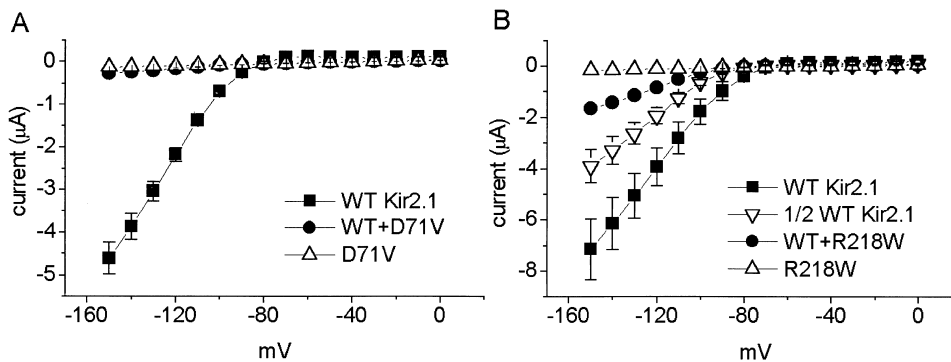 A
0
-1
-2
-3
-4
-5
current (μA)
WT Kir2.1
WT+D71V
D71V
-160
-120
-80
-40
0
mV
B
0
-2
-4
-6
-8
current (μA)
WT Kir2.1
1/2 WT Kir2.1
WT+R218W
R218W
-160
-120
-80
-40
0
mV